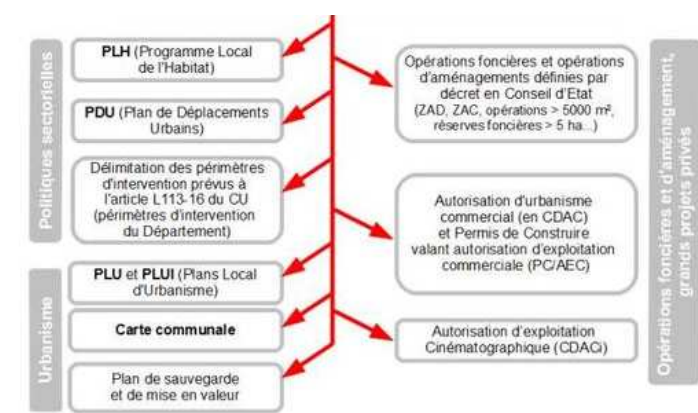 Politiques sectorielles
PLH (Programme Local
de l'Habitat)
PDU (Plan de Déplacements
Urbains)
Délimitation des périmètres
d'intervention prévus à
l'article L113-16 du CU
(périmètres d'intervention
du Département)
Urbanisme
PLU et PLUI (Plans Local
d'Urbanisme)
Carte communale
Plan de sauvegarde
et de mise en valeur
Opérations foncières et opérations
d'aménagements définies par
décret en Conseil d'Etat
(ZAD, ZAC, opérations > 5000 m²,
réserves foncières > 5 ha...)
Autorisation d'urbanisme
commercial (en CDAC)
et Permis de Construire
valant autorisation d'exploitation
commerciale (PC/AEC)
Autorisation d'exploitation
Cinématographique (CDACi)
Opérations foncières et d'aménagement,
grands projets privés